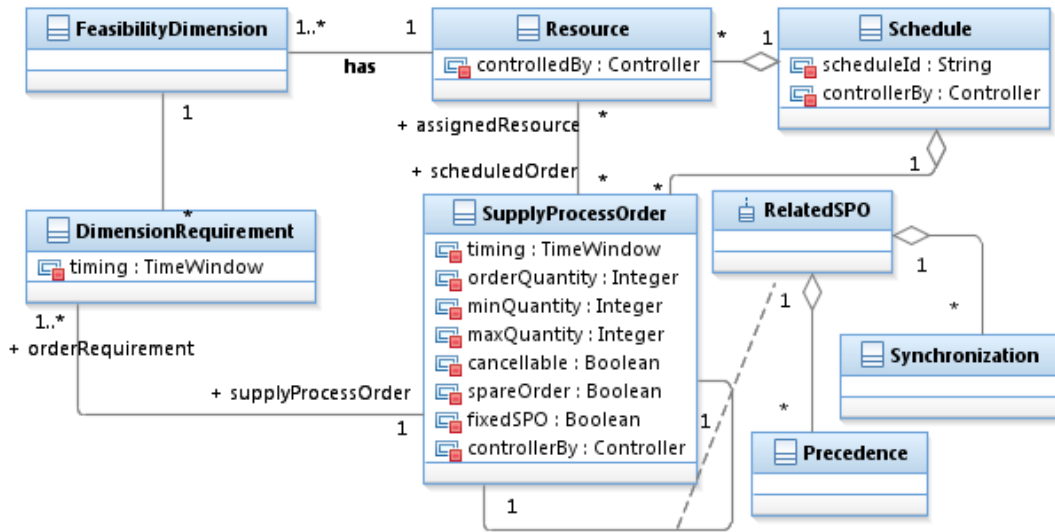 FeasibilityDimension
1..*
1
has
Resource
controlledBy : Controller
*
1
Schedule
scheduleId : String
controllerBy : Controller
1
*
+ assignedResource
*
+ scheduledOrder
*
1
*
DimensionRequirement
timing : TimeWindow
1..*
+ orderRequirement
+ supplyProcessOrder
1
SupplyProcessOrder
timing : TimeWindow
orderQuantity : Integer
minQuantity : Integer
maxQuantity : Integer
cancellable : Boolean
spareOrder : Boolean
fixedSPO : Boolean
controllerBy : Controller
1
1
RelatedSPO
1
*
Synchronization
1
*
Precedence